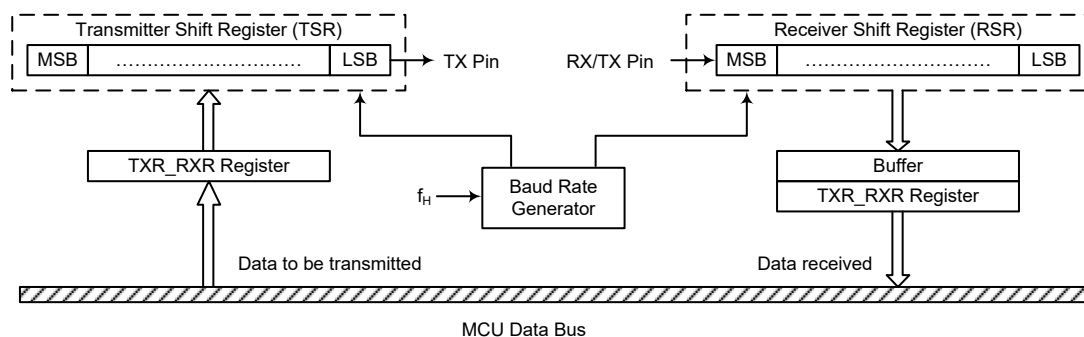 Transmitter Shift Register (TSR)
MSB
…………………………
LSB
TX Pin
RX/TX Pin
Receiver Shift Register (RSR)
MSB
…………………………
LSB
TXR_RXR Register
fH
Baud Rate
Generator
Buffer
TXR_RXR Register
Data to be transmitted
Data received
MCU Data Bus